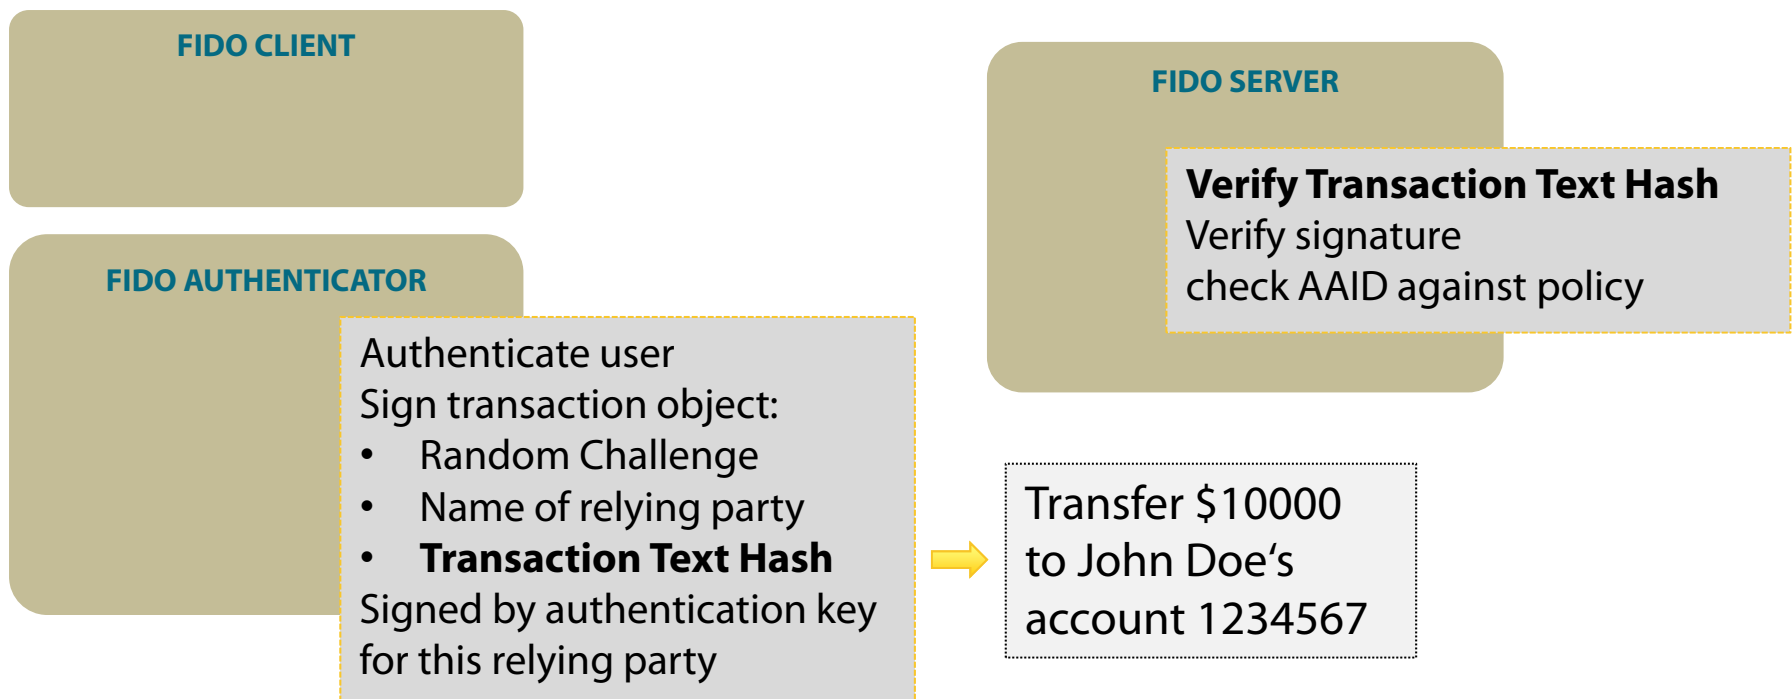 FIDO CLIENT
FIDO AUTHENTICATOR
Authenticate user
Sign transaction object:
• Random Challenge
• Name of relying party
• Transaction Text Hash
Signed by authentication key
for this relying party
FIDO SERVER
Verify Transaction Text Hash
Verify signature
check AAID against policy
Transfer $10000
to John Doe‘s
account 1234567